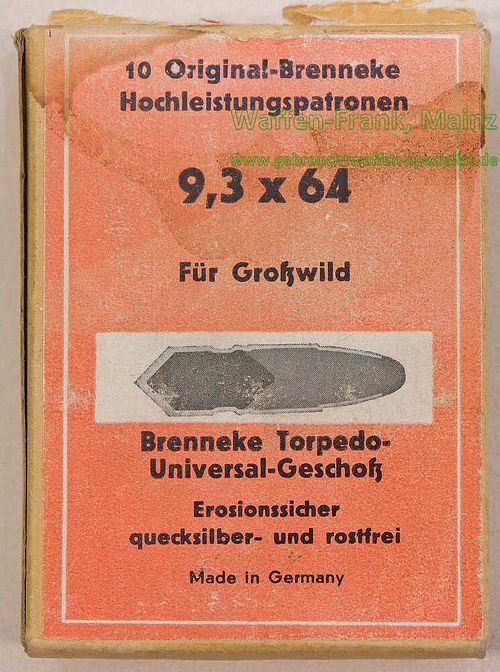 10 Original-Brenneke
Hochleistungspatronen
Waffen-Frank, Mainz
www.gebrauchtwaffen-spezialist.de
9,3 x 64
Für Großwild
Brenneke Torpedo-
Universal-Geschoß
Erosionssicher
quecksilber- und rostfrei
Made in Germany